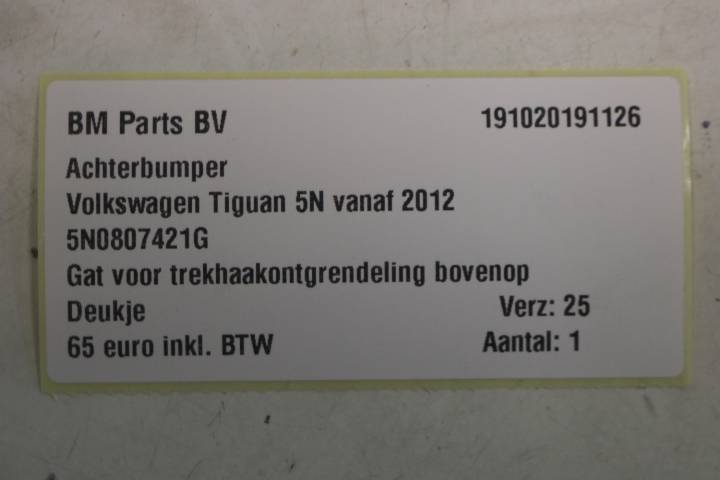 BM Parts BV 191020191126
Achterbumper
Volkswagen Tiguan 5N vanaf 2012
5N0807421G
Gat voor trekhaakontgrendeling bovenop
Deukje Verz: 25
65 euro inkl. BTW Aantal: 1